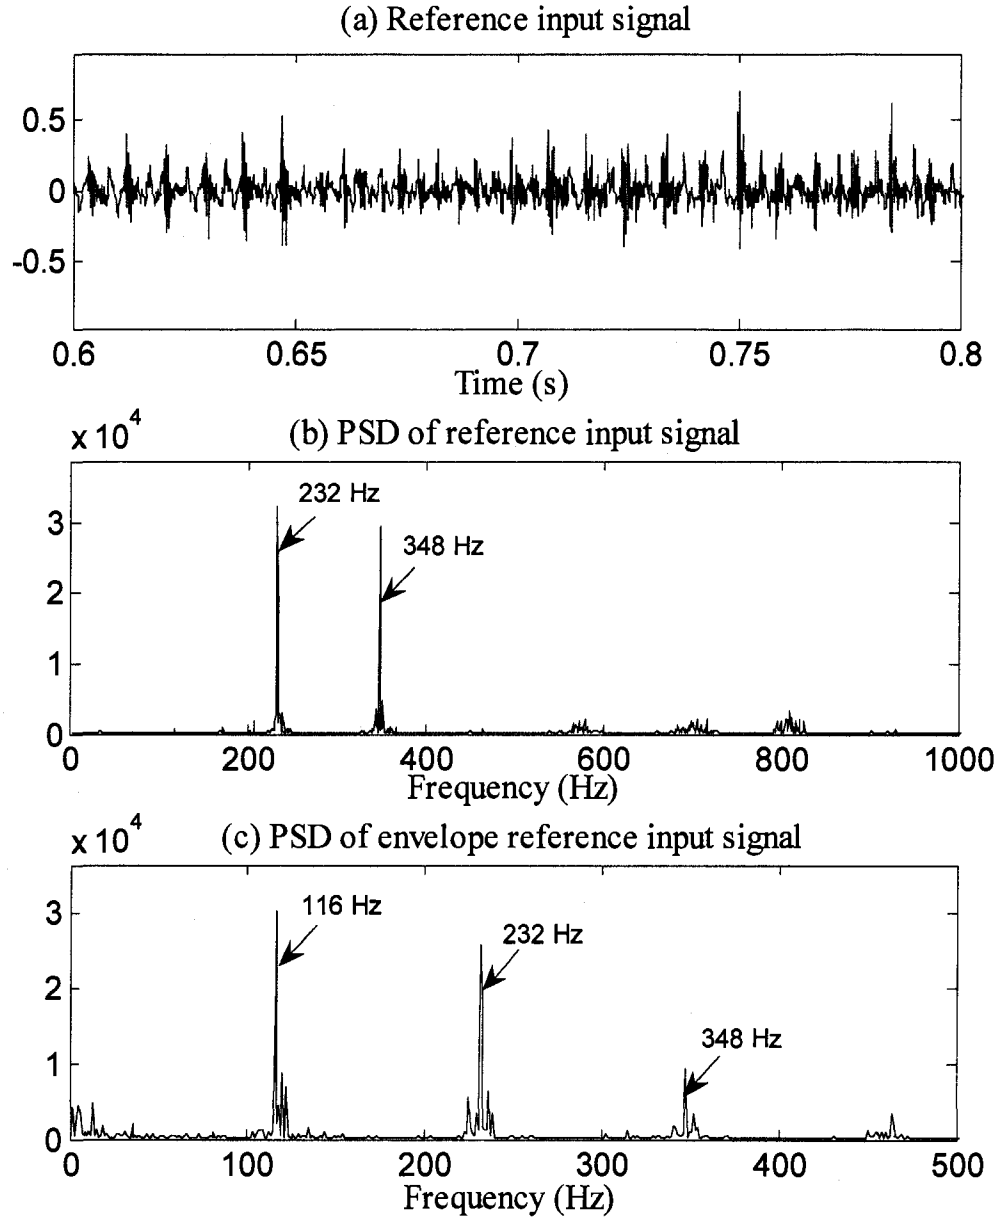 (a) Reference input signal
0.5
0
-0.5
0.6 0.65 0.7 0.75 0.8
Time (s)
x 10^4
(b) PSD of reference input signal
232 Hz
348 Hz
3
2
1
0
0 200 400 600 800 1000
Frequency (Hz)
x 10^4
(c) PSD of envelope reference input signal
116 Hz
232 Hz
348 Hz
3
2
1
0
0 100 200 300 400 500
Frequency (Hz)